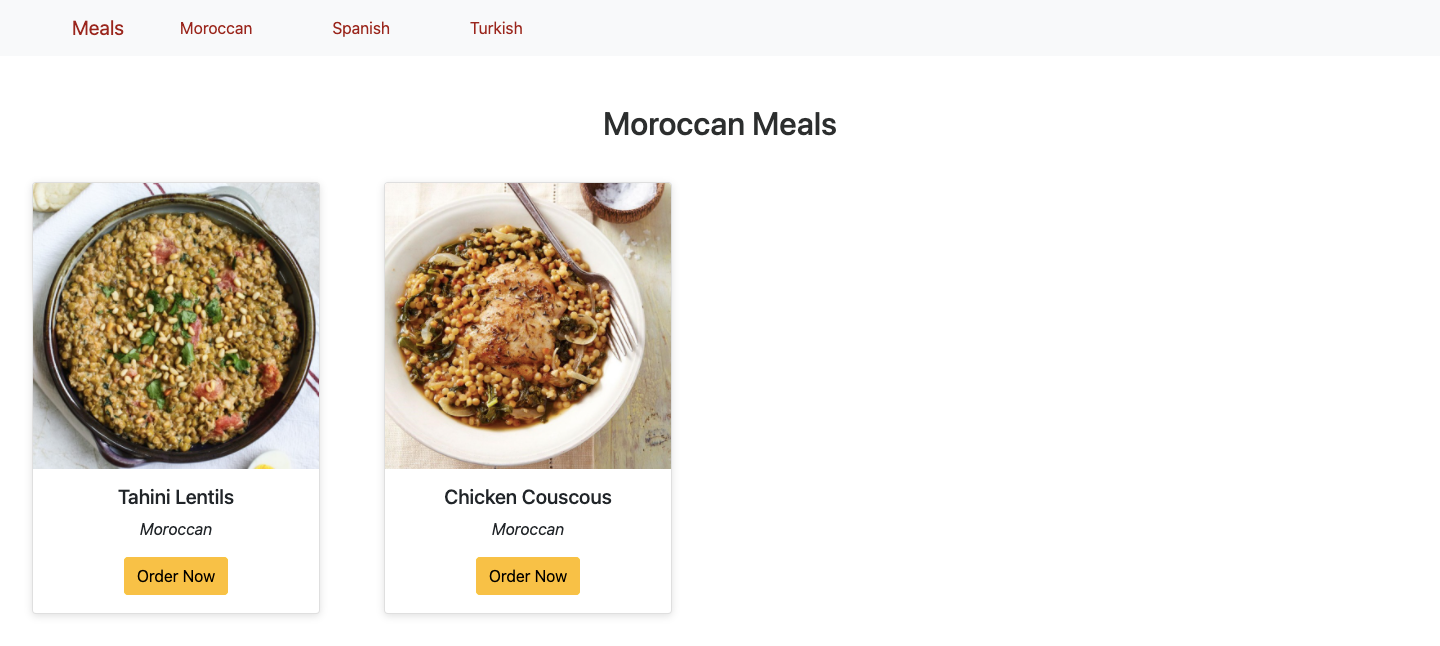 Meals Moroccan Spanish Turkish
Moroccan Meals
Tahini Lentils
Moroccan
Order Now
Chicken Couscous
Moroccan
Order Now